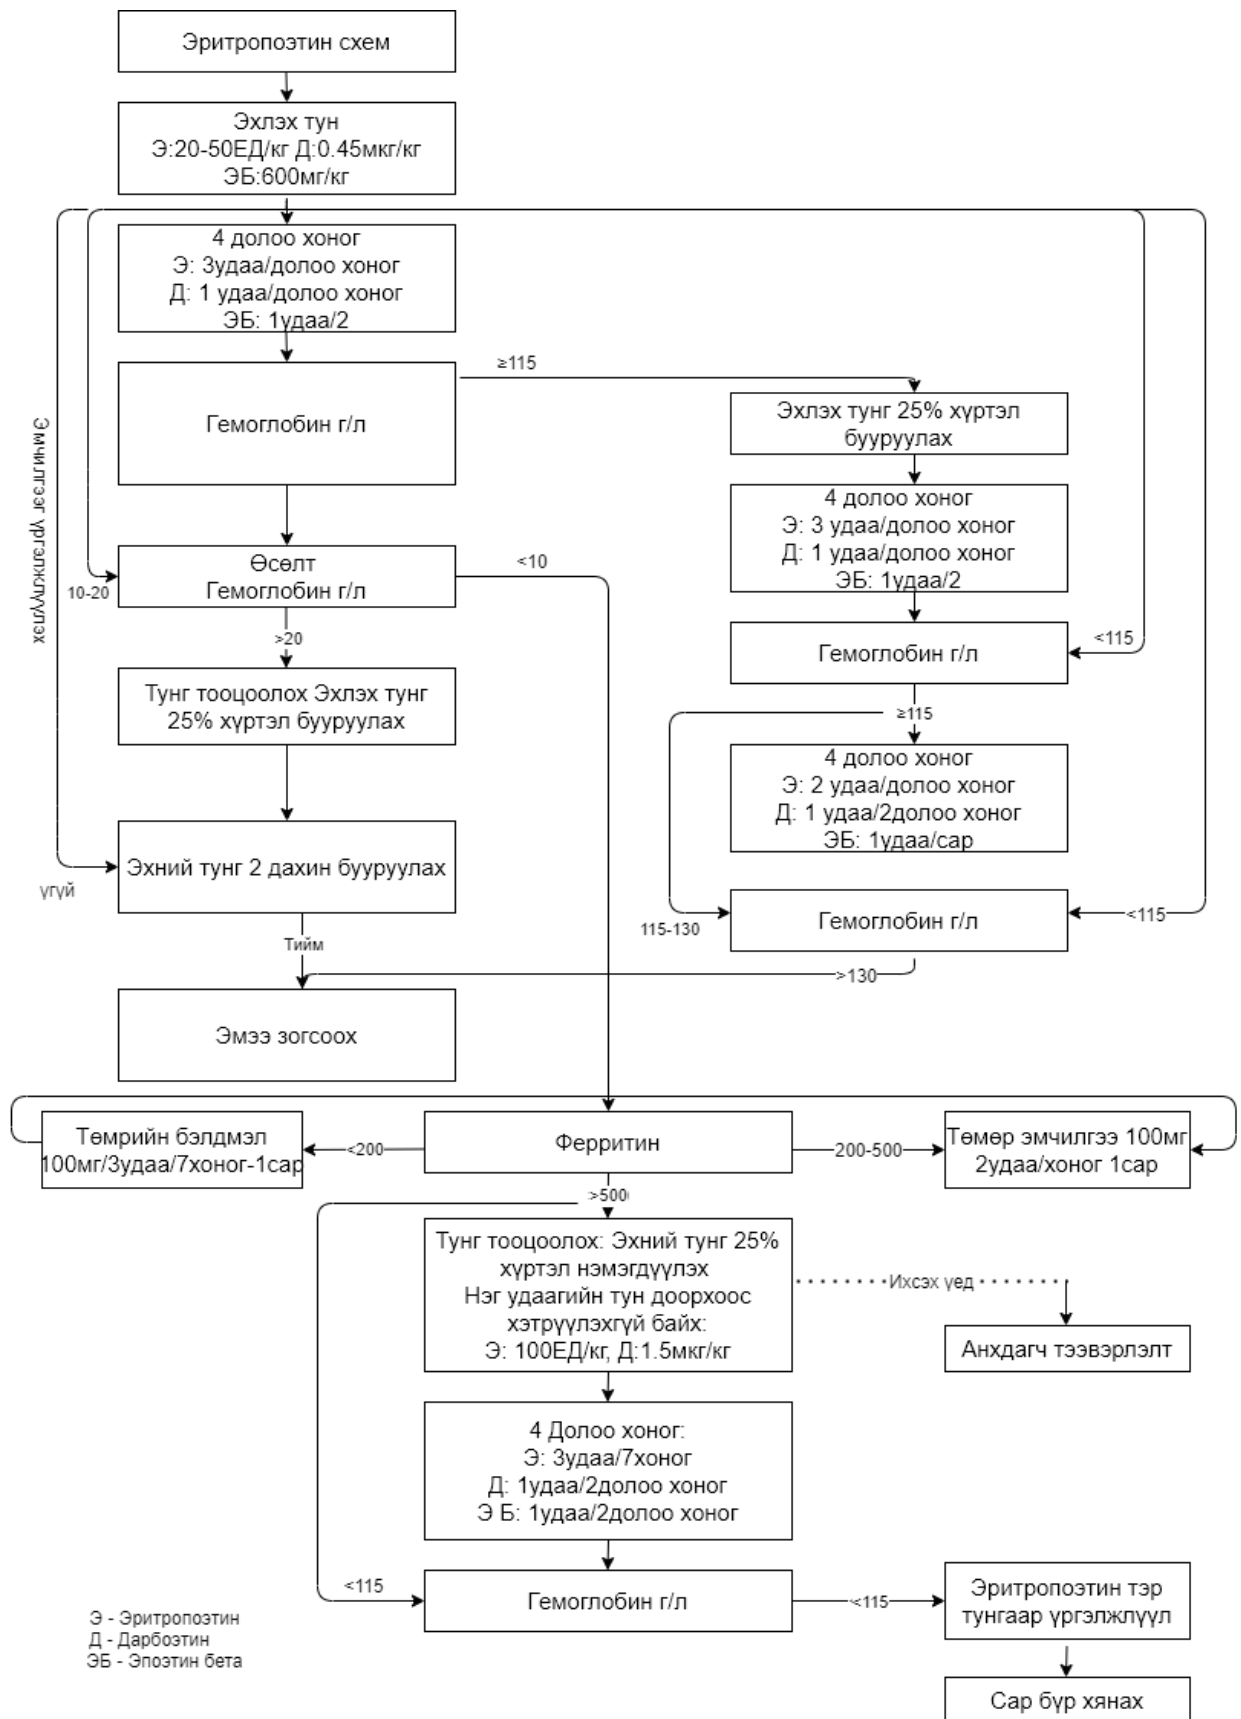 Эритропоэтин схем
Эхлэх тун
Э:20-50ЕД/кг Д:0.45мкг/кг
ЭБ:600мг/кг
4 долоо хоног
Э: 3удаа/долоо хоног
Д: 1 удаа/долоо хоног
ЭБ: 1удаа/2
≥115
Гемоглобин г/л
Эхлэх тунг 25% хүртэл
бууруулах
Эмчилгээг үргэлжлүүлэх
4 долоо хоног
Э: 3 удаа/долоо хоног
Д: 1 удаа/долоо хоног
ЭБ: 1удаа/2
Өсөлт
Гемоглобин г/л
<10
10-20
>20
Гемоглобин г/л
<115
Тунг тооцоолох Эхлэх тунг
25% хүртэл бууруулах
≥115
4 долоо хоног
Э: 2 удаа/долоо хоног
Д: 1 удаа/2долоо хоног
ЭБ: 1удаа/сар
Эхний тунг 2 дахин бууруулах
үгүй
Гемоглобин г/л
<115
115-130
Тийм
>130
Эмээ зогсоох
Төмрийн бэлдмэл
100мг/3удаа/7хоног-1сар
<200
Ферритин
200-500
Төмөр эмчилгээ 100мг
2удаа/хоног 1сар
>500
Тунг тооцоолох: Эхний тунг 25%
хүртэл нэмэгдүүлэх
Нэг удаагийн тун доорхоос
хэтрүүлэхгүй байх:
Э: 100ЕД/кг, Д:1.5мкг/кг
Ихсэх үед
Анхдагч тээвэрлэлт
4 Долоо хоног:
Э: 3удаа/7хоног
Д: 1удаа/2долоо хоног
Э Б: 1удаа/2долоо хоног
<115
Гемоглобин г/л
<115
Эритропоэтин тэр
тунгаар үргэлжлүүл
Сар бүр хянах
Э - Эритропоэтин
Д - Дарбоэтин
ЭБ - Эпоэтин бета